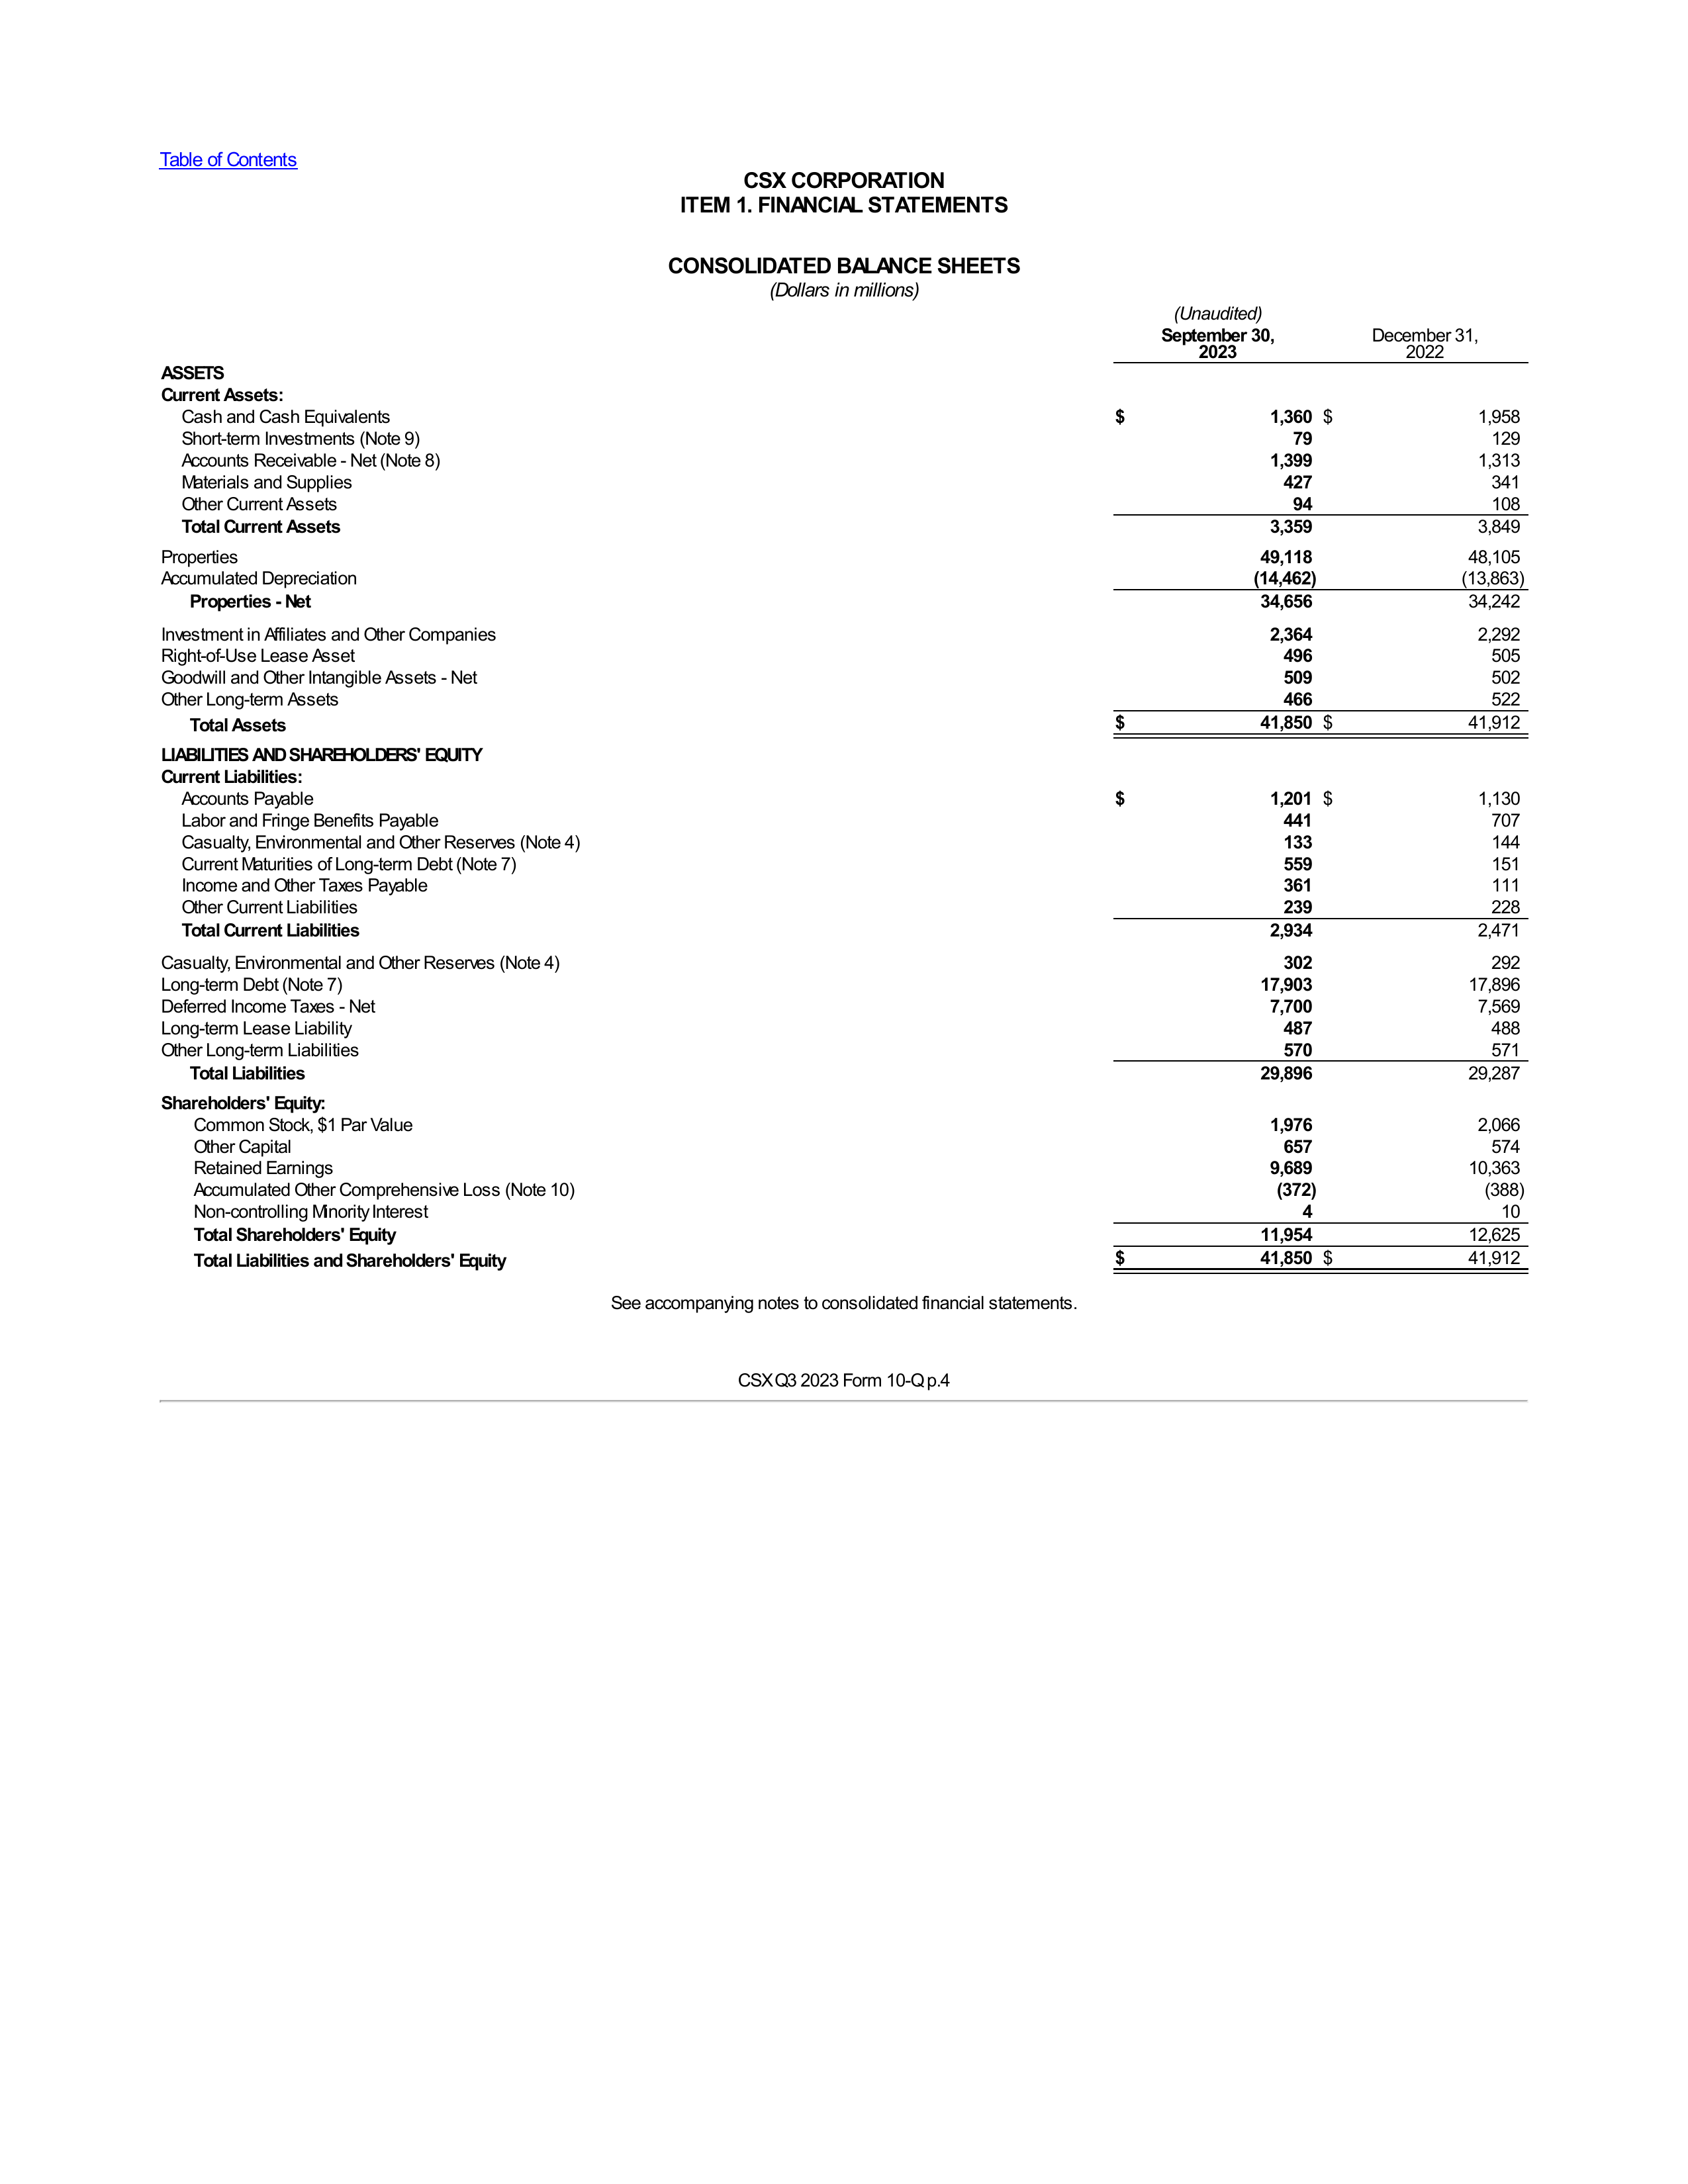 Table of Contents
CSX CORPORATION
ITEM 1. FINANCIAL STATEMENTS
CONSOLIDATED BALANCE SHEETS
(Dollars in millions)
(Unaudited)
September 30, 2023 December 31, 2022
ASSETS
Current Assets:
Cash and Cash Equivalents $ 1,360 $ 1,958
Short-term Investments (Note 9) 79 129
Accounts Receivable - Net (Note 8) 1,399 1,313
Materials and Supplies 427 341
Other Current Assets 94 108
Total Current Assets 3,359 3,849
Properties 49,118 48,105
Accumulated Depreciation (14,462) (13,863)
Properties - Net 34,656 34,242
Investment in Affiliates and Other Companies 2,364 2,292
Right-of-Use Lease Asset 496 505
Goodwill and Other Intangible Assets - Net 509 502
Other Long-term Assets 466 522
Total Assets $ 41,850 $ 41,912
LIABILITIES AND SHAREHOLDERS' EQUITY
Current Liabilities:
Accounts Payable $ 1,201 $ 1,130
Labor and Fringe Benefits Payable 441 707
Casualty, Environmental and Other Reserves (Note 4) 133 144
Current Maturities of Long-term Debt (Note 7) 559 151
Income and Other Taxes Payable 361 111
Other Current Liabilities 239 228
Total Current Liabilities 2,934 2,471
Casualty, Environmental and Other Reserves (Note 4) 302 292
Long-term Debt (Note 7) 17,903 17,896
Deferred Income Taxes - Net 7,700 7,569
Long-term Lease Liability 487 488
Other Long-term Liabilities 570 571
Total Liabilities 29,896 29,287
Shareholders' Equity:
Common Stock, $1 Par Value 1,976 2,066
Other Capital 657 574
Retained Earnings 9,689 10,363
Accumulated Other Comprehensive Loss (Note 10) (372) (388)
Non-controlling Minority Interest 4 10
Total Shareholders' Equity 11,954 12,625
Total Liabilities and Shareholders' Equity $ 41,850 $ 41,912
See accompanying notes to consolidated financial statements.
CSX Q3 2023 Form 10-Q p.4